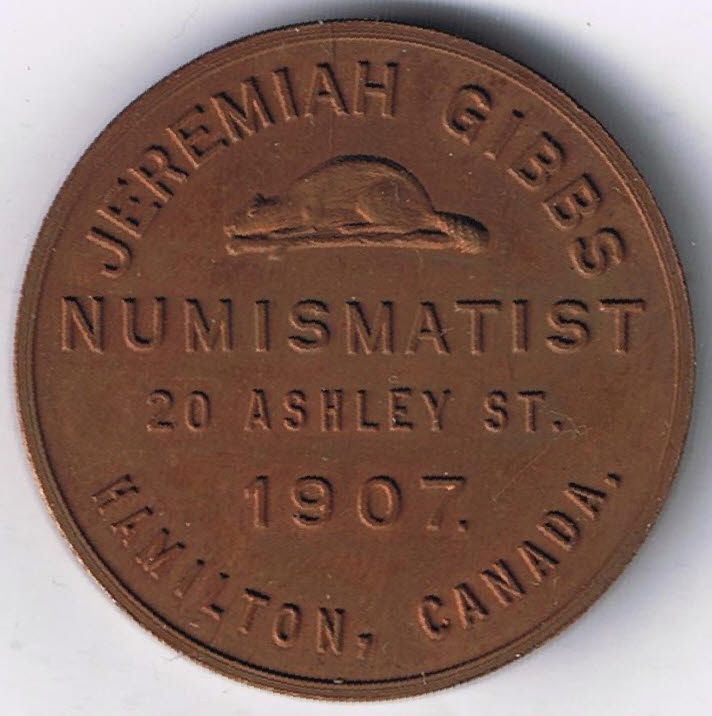 JEREMIAH GIBBS
NUMISMATIST
20 ASHLEY ST.
1907.
HAMILTON, CANADA.